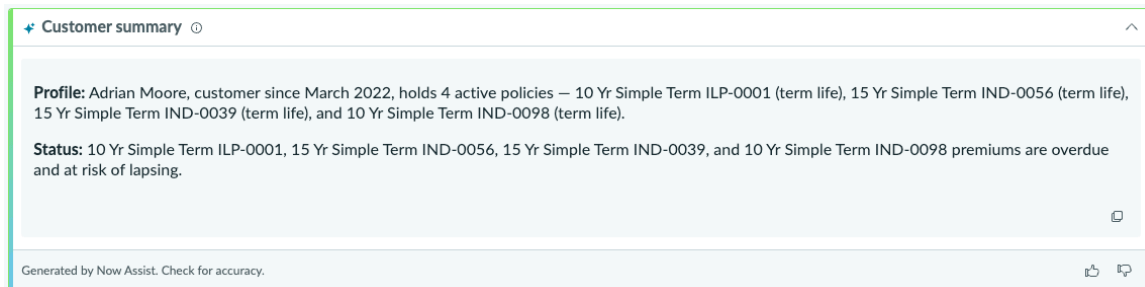 Customer summary
Profile: Adrian Moore, customer since March 2022, holds 4 active policies — 10 Yr Simple Term ILP-0001 (term life), 15 Yr Simple Term IND-0056 (term life),
15 Yr Simple Term IND-0039 (term life), and 10 Yr Simple Term IND-0098 (term life).
Status: 10 Yr Simple Term ILP-0001, 15 Yr Simple Term IND-0056, 15 Yr Simple Term IND-0039, and 10 Yr Simple Term IND-0098 premiums are overdue
and at risk of lapsing.
Generated by Now Assist. Check for accuracy.